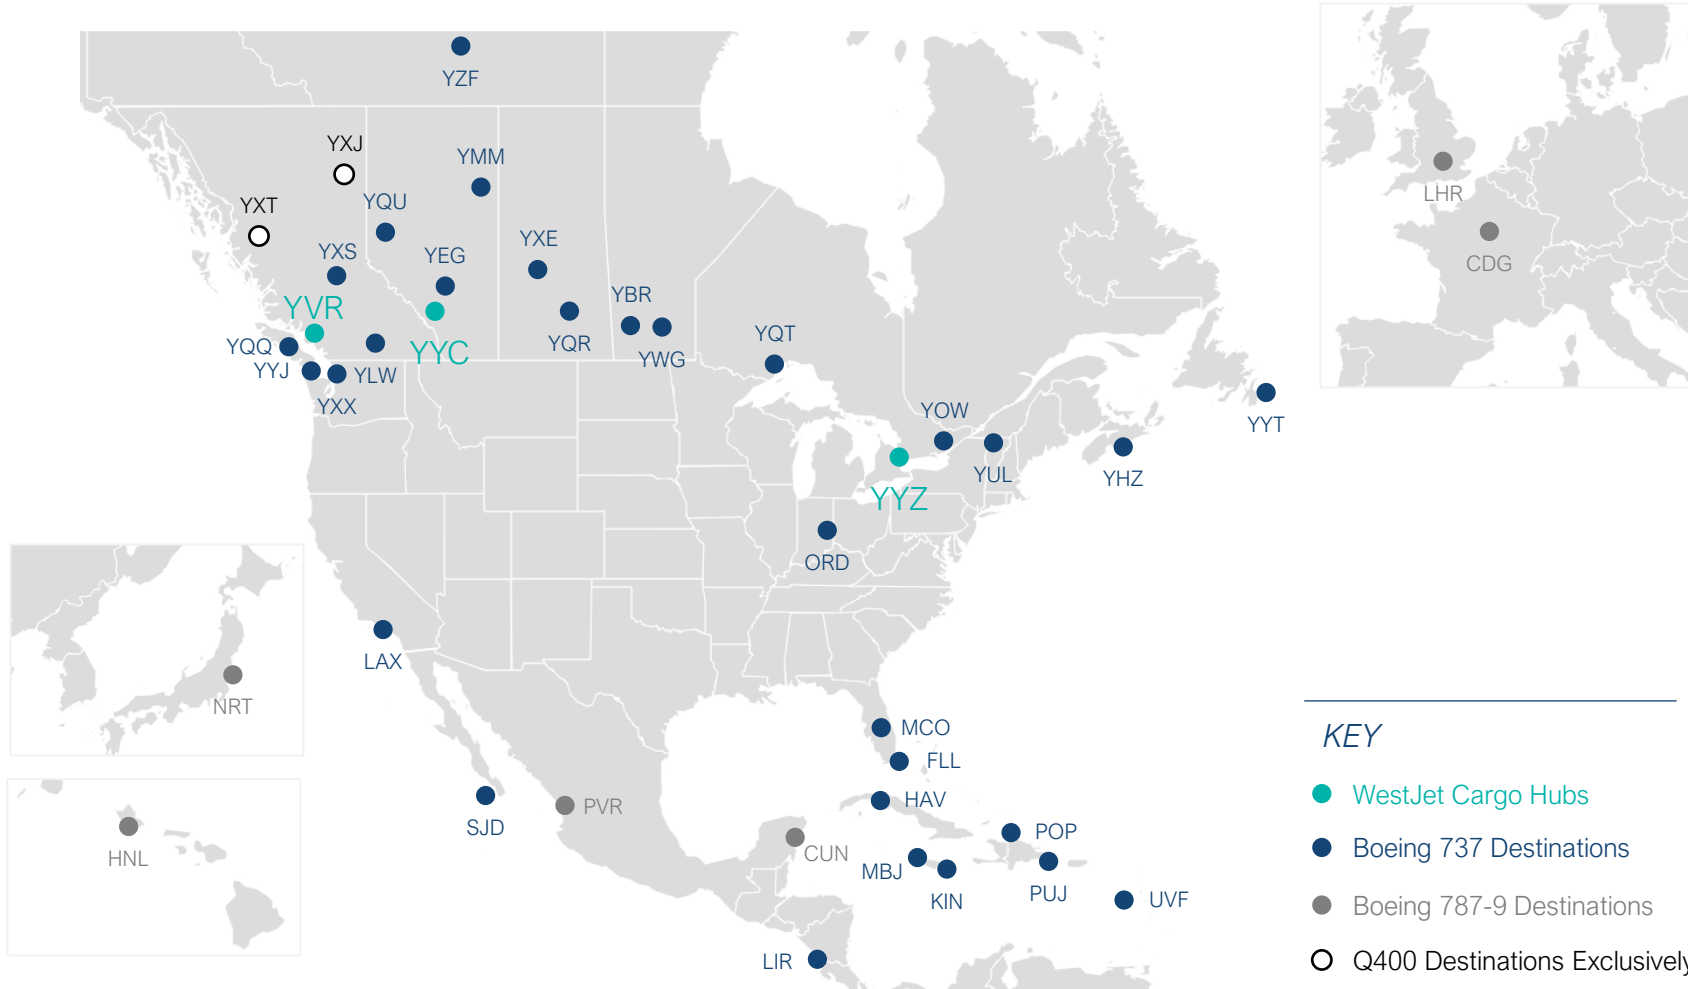 YZF
YXJ
YMM
YXT
YQU
YXE
YXS
YEG
YVR
YBR
YQQ
YYC
YQR
YWG
YQT
YYJ
YLW
YXX
YOW
YYT
YUL
YHZ
YYZ
ORD
LHR
CDG
LAX
NRT
HNL
SJD
PVR
CUN
MCO
FLL
HAV
POP
MBJ
KIN
PUJ
UVF
LIR
KEY
WestJet Cargo Hubs
Boeing 737 Destinations
Boeing 787-9 Destinations
Q400 Destinations Exclusively